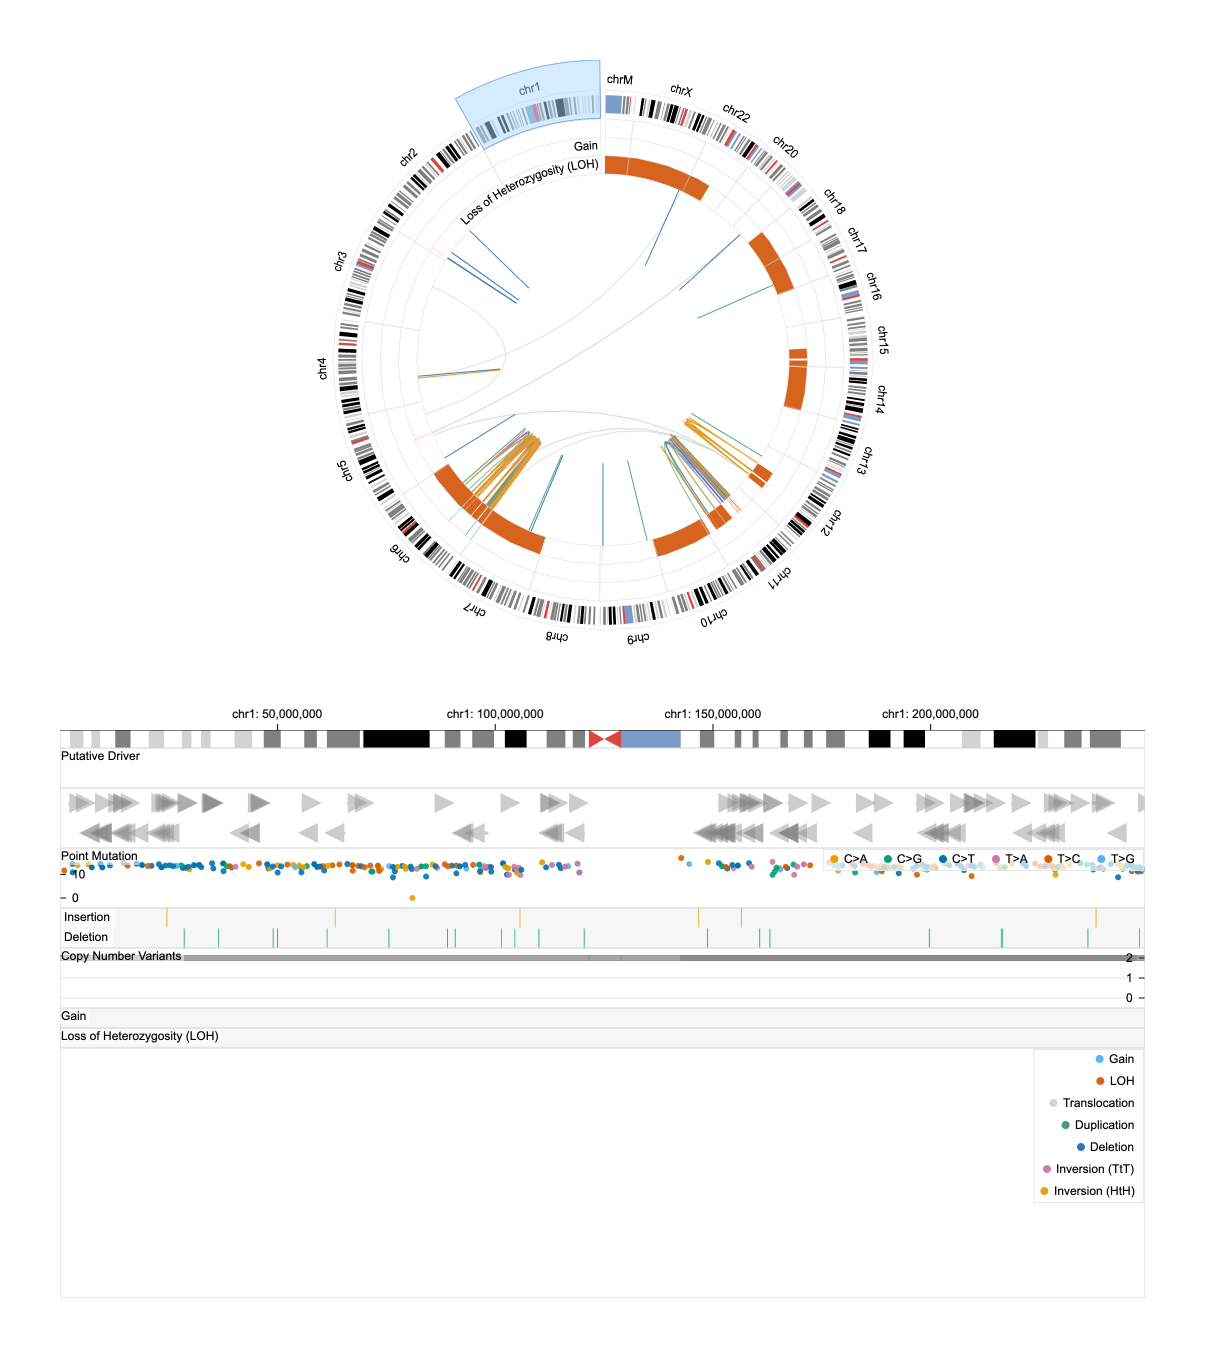 chrM
chrX
chr22
chr20
chr18
chr17
chr16
chr15
chr14
chr13
chr12
chr11
chr10
chr9
chr8
chr7
chr6
chr5
chr4
chr3
chr2
chr1
Gain
Loss of Heterozygosity (LOH)
chr1: 50,000,000 chr1: 100,000,000 chr1: 150,000,000 chr1: 200,000,000
Putative Driver
Point Mutation
C>A C>G C>T T>A T>C T>G
10
0
Insertion
Deletion
Copy Number Variants
2
1
0
Gain
Loss of Heterozygosity (LOH)
Gain
LOH
Translocation
Duplication
Deletion
Inversion (TtT)
Inversion (HtH)